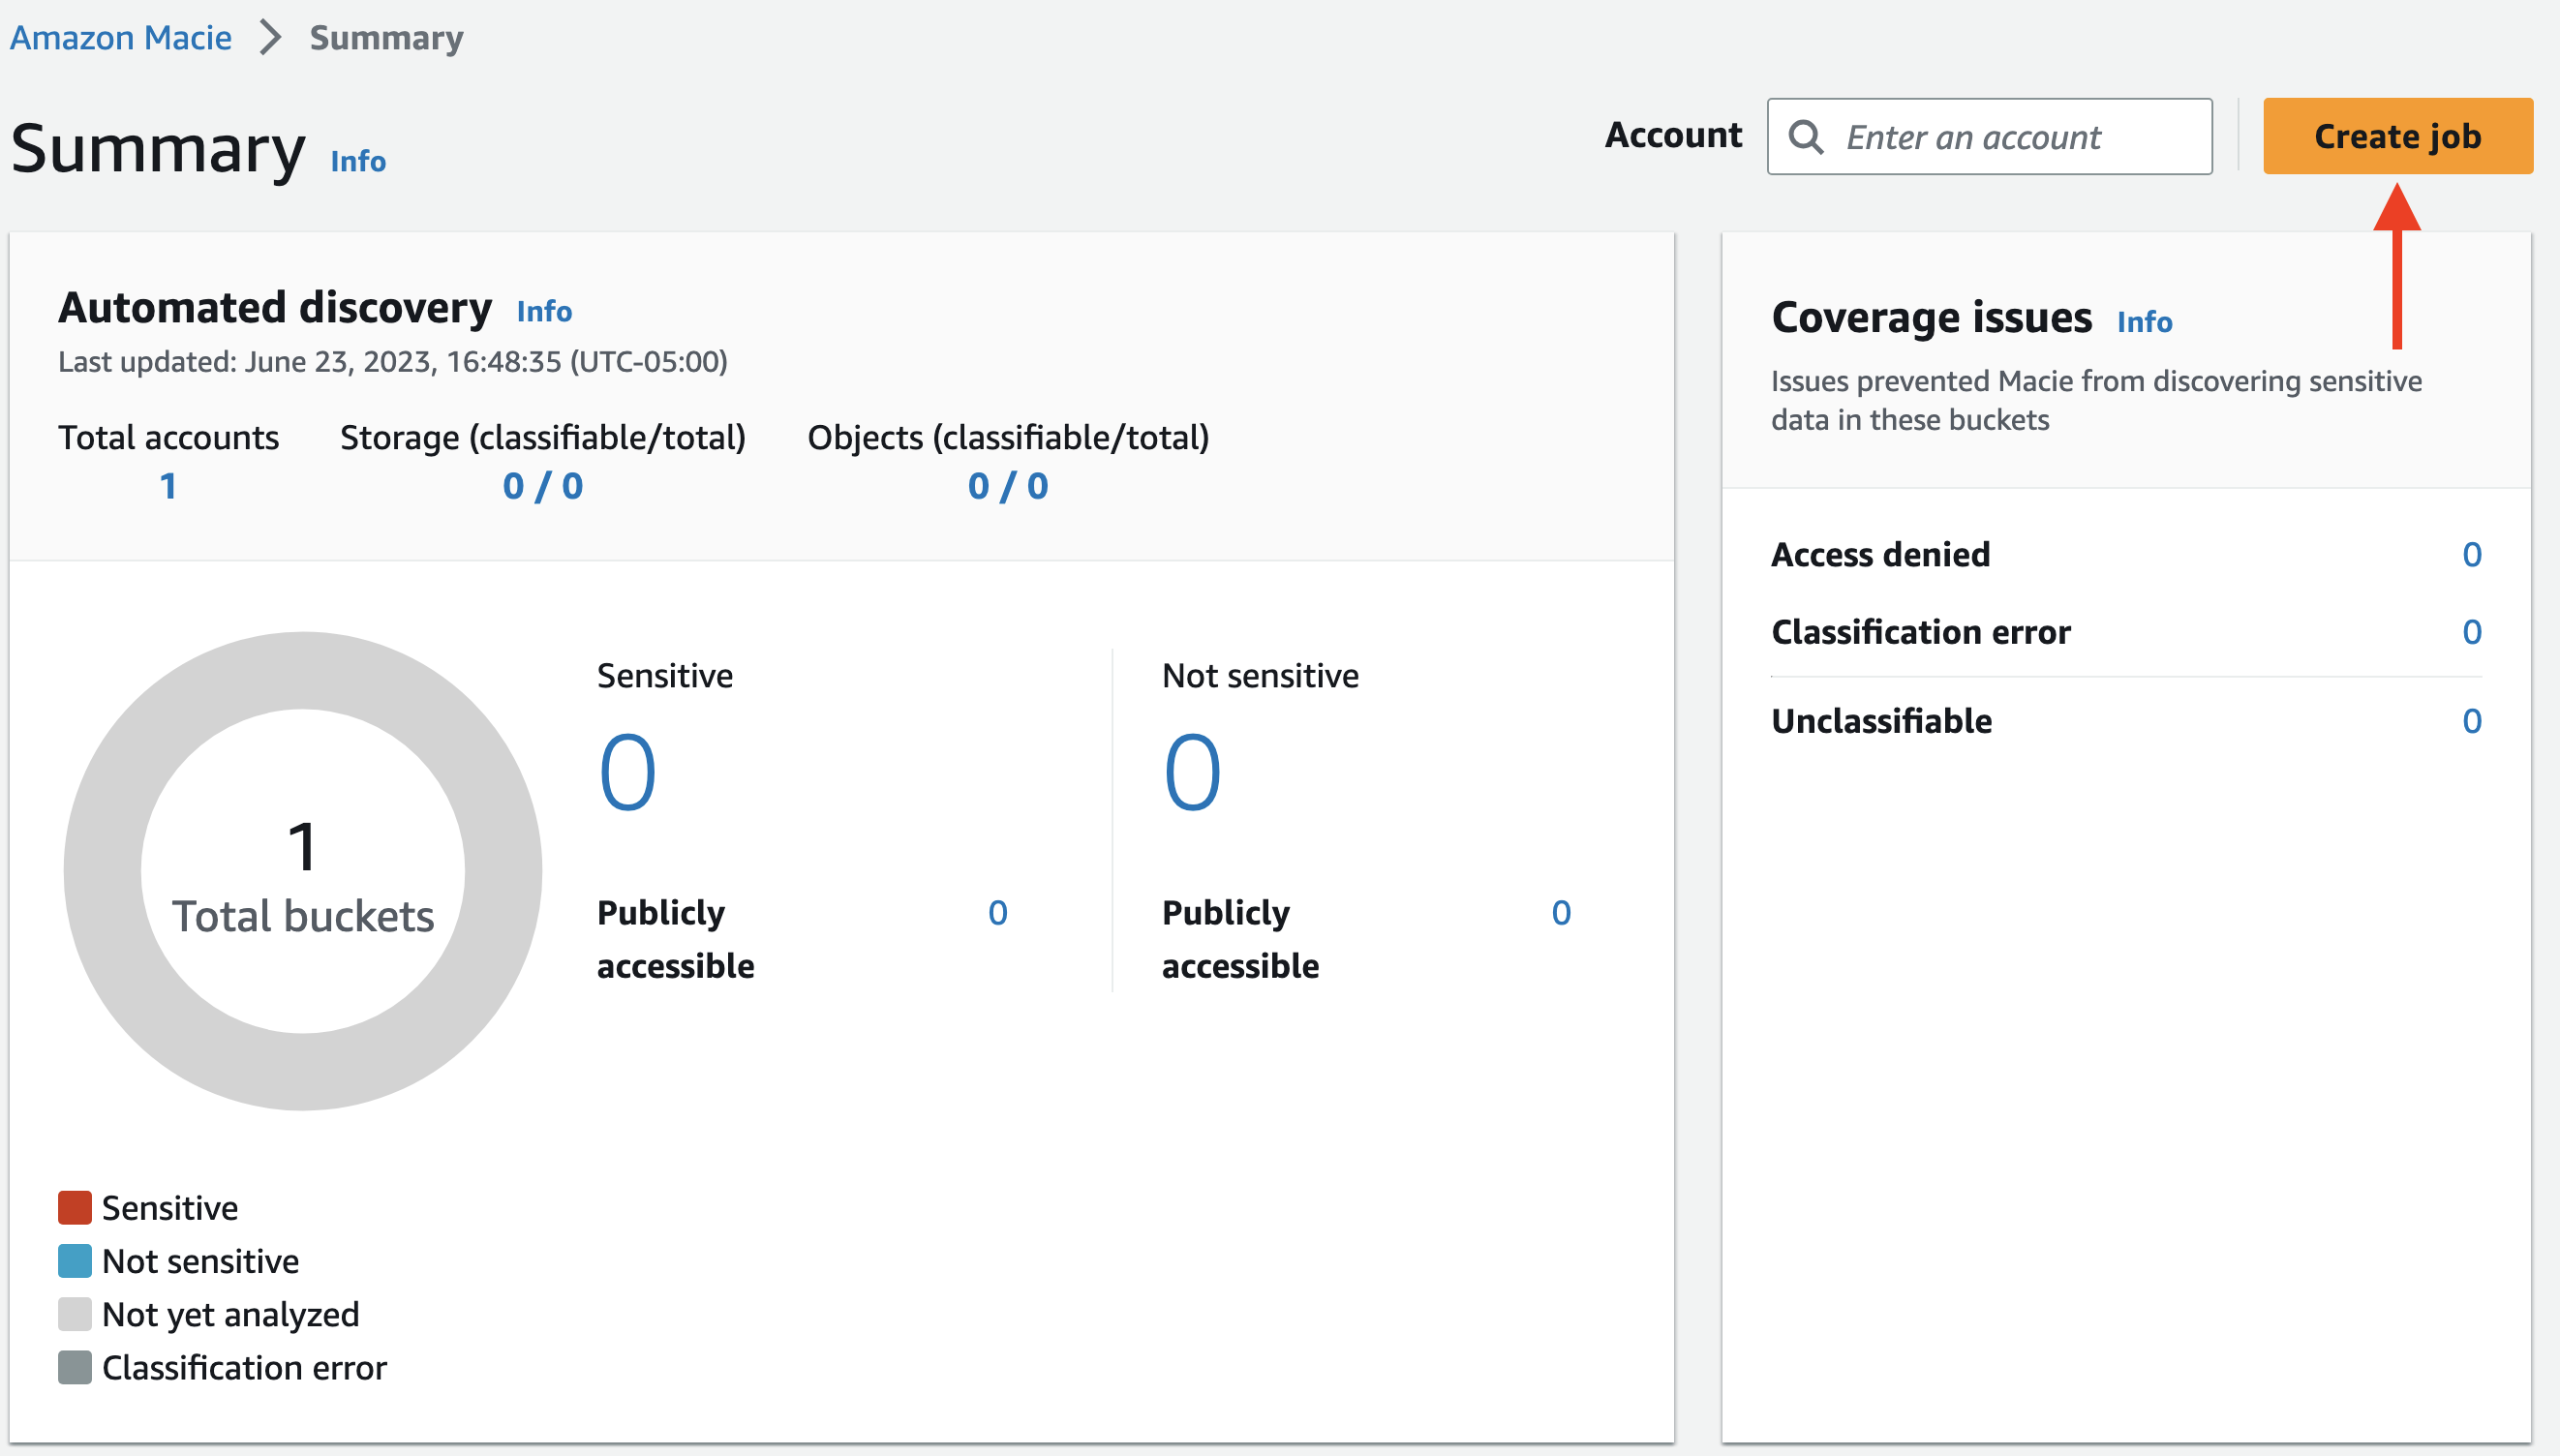 Amazon Macie > Summary
Summary Info
Account Enter an account Create job
Automated discovery Info
Last updated: June 23, 2023, 16:48:35 (UTC-05:00)
Total accounts Storage (classifiable/total) Objects (classifiable/total)
1 0 / 0 0 / 0
1
Total buckets
Sensitive
0
Publicly 0
accessible
Not sensitive
0
Publicly 0
accessible
Sensitive
Not sensitive
Not yet analyzed
Classification error
Coverage issues Info
Issues prevented Macie from discovering sensitive
data in these buckets
Access denied 0
Classification error 0
Unclassifiable 0